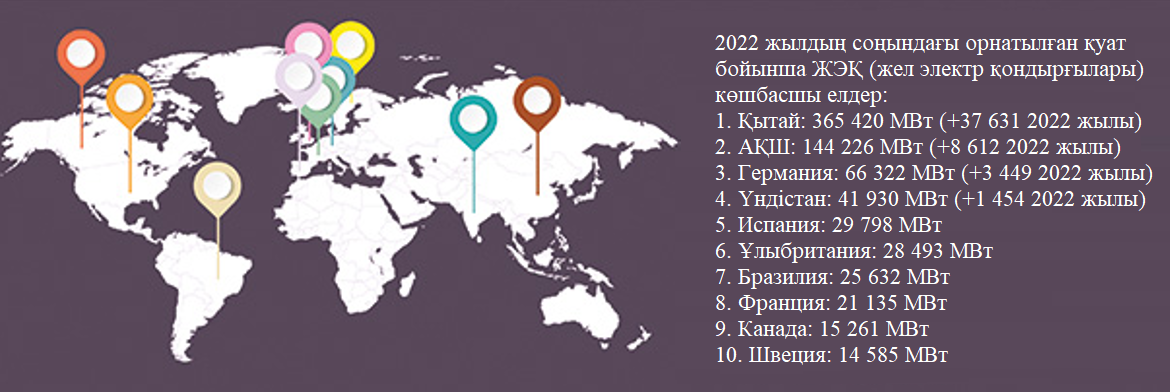 2022 жылдың соңындағы орнатылған қуат
бойынша ЖЭҚ (жел электр қондырғылары)
көшбасшы елдер:
1. Қытай: 365 420 МВт (+37 631 2022 жылы)
2. АҚШ: 144 226 МВт (+8 612 2022 жылы)
3. Германия: 66 322 МВт (+3 449 2022 жылы)
4. Үндістан: 41 930 МВт (+1 454 2022 жылы)
5. Испания: 29 798 МВт
6. Ұлыбритания: 28 493 МВт
7. Бразилия: 25 632 МВт
8. Франция: 21 135 МВт
9. Канада: 15 261 МВт
10. Швеция: 14 585 МВт